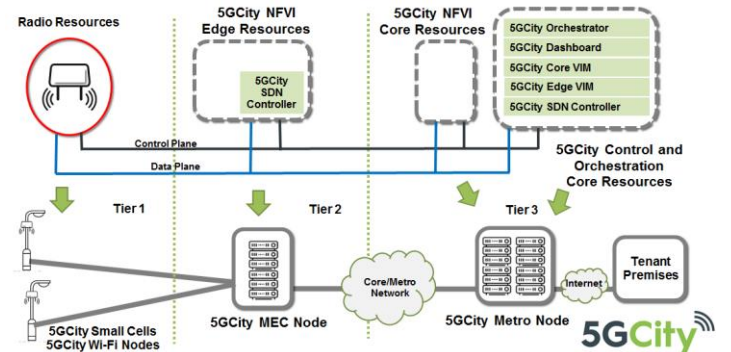 Radio Resources
5GCity NFVI
Edge Resources
5GCity
SDN
Controller
5GCity NFVI
Core Resources
5GCity Orchestrator
5GCity Dashboard
5GCity Core VIM
5GCity Edge VIM
5GCity SDN Controller
Control Plane
Data Plane
5GCity Control and
Orchestration
Core Resources
Tier 1
Tier 2
Tier 3
Core/Metro
Network
Internet
Tenant
Premises
5GCity Small Cells
5GCity Wi-Fi Nodes
5GCity MEC Node
5GCity Metro Node
5GCity